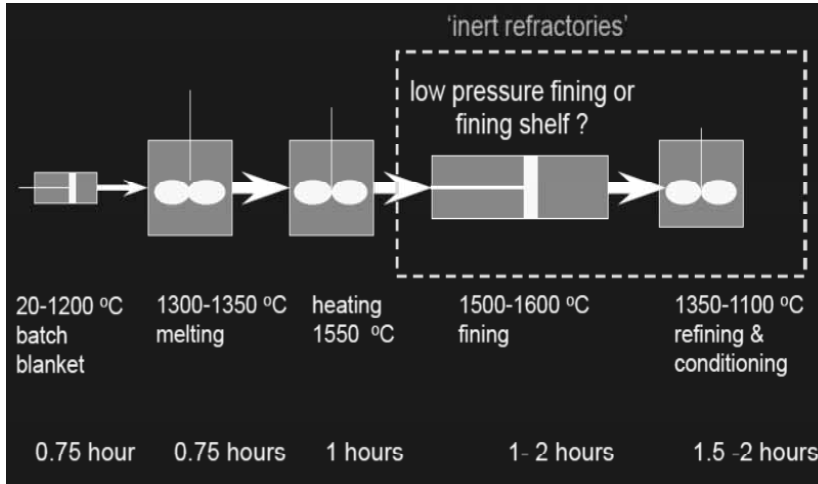 'inert refractories'
low pressure fining or
fining shelf ?
20-1200 ºC
batch
blanket
1300-1350 ºC
melting
heating
1550 ºC
1500-1600 ºC
fining
1350-1100 ºC
refining &
conditioning
0.75 hour
0.75 hours
1 hours
1- 2 hours
1.5 -2 hours